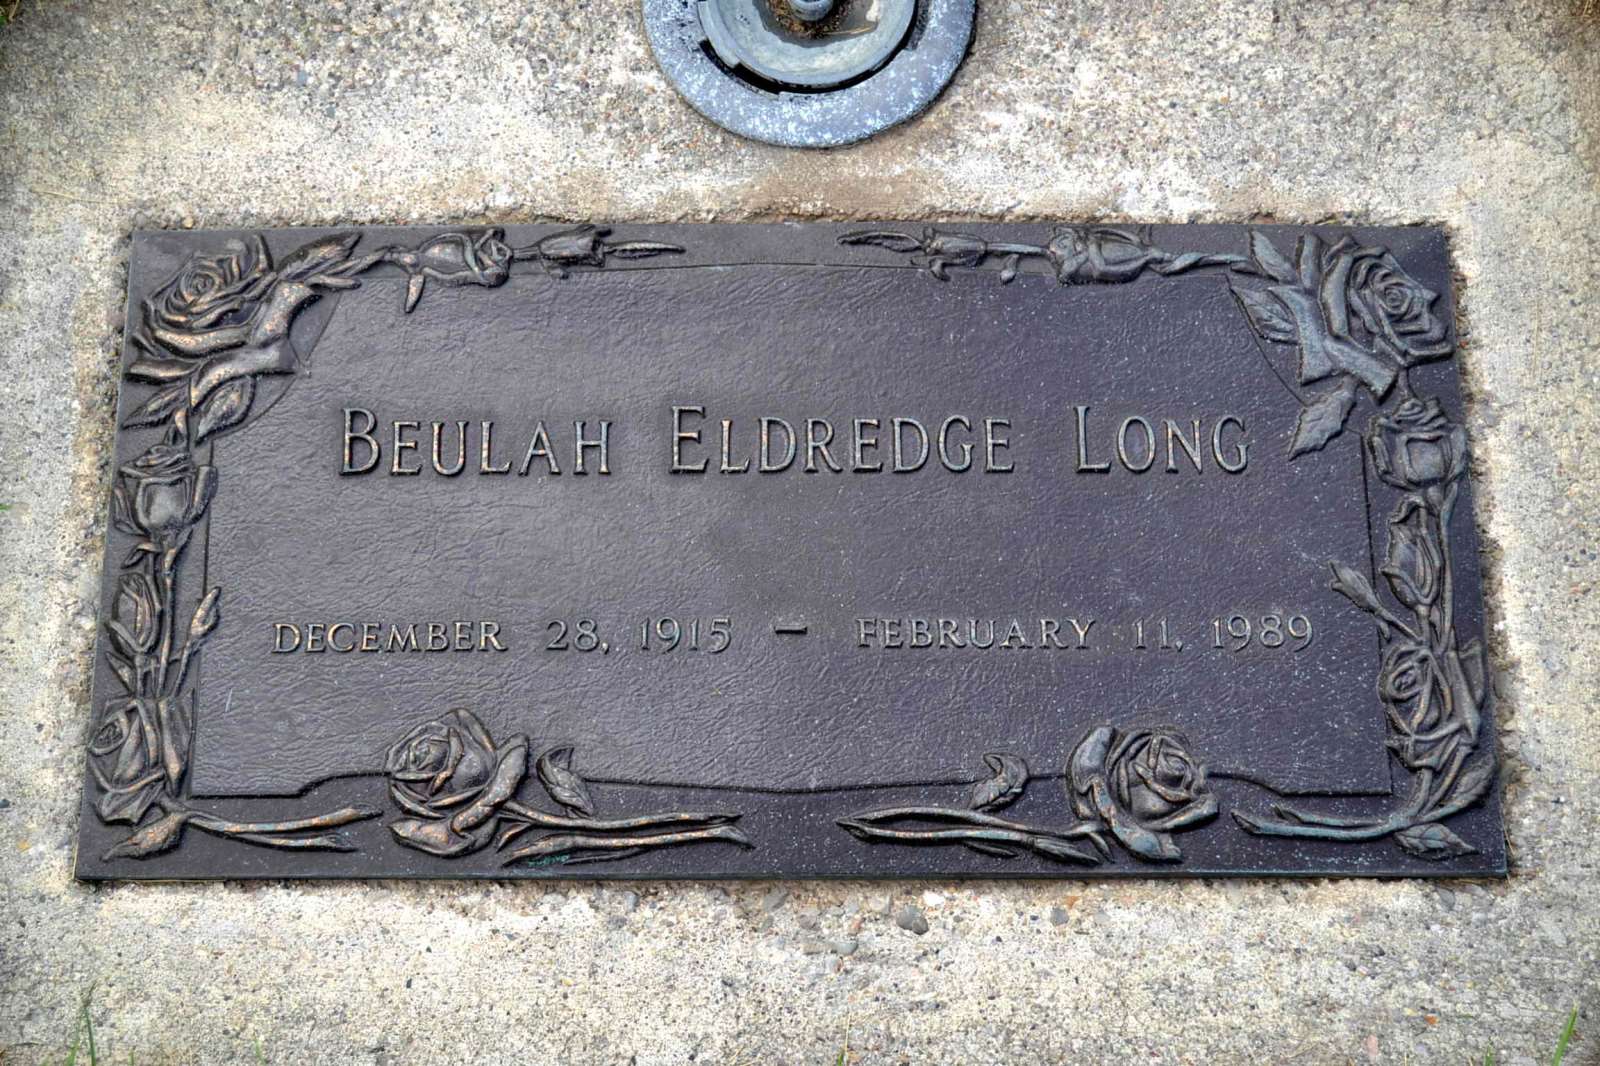 BEULAH ELDREDGE LONG
DECEMBER 28, 1915 – FEBRUARY 11, 1989